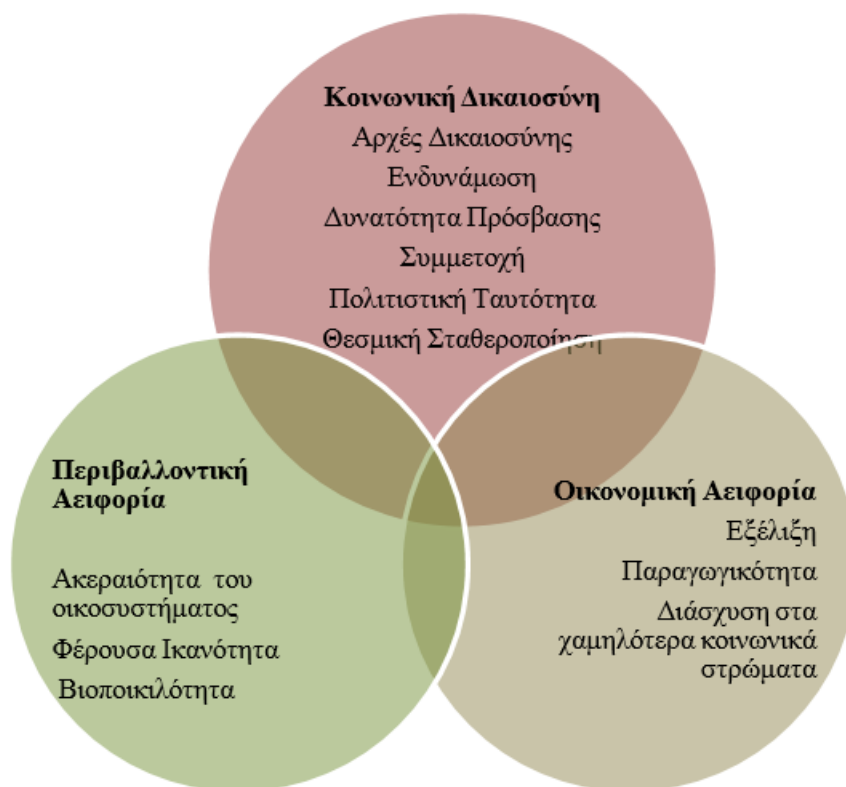 Κοινωνική Δικαιοσύνη
Αρχές Δικαιοσύνης
Ενδυνάμωση
Δυνατότητα Πρόσβασης
Συμμετοχή
Πολιτιστική Ταυτότητα
Θεσμική Σταθεροποίηση
Περιβαλλοντική
Αειφορία
Ακεραιότητα του
οικοσυστήματος
Φέρουσα Ικανότητα
Βιοποικιλότητα
Οικονομική Αειφορία
Εξέλιξη
Παραγωγικότητα
Διάσχυση στα
χαμηλότερα κοινωνικά
στρώματα